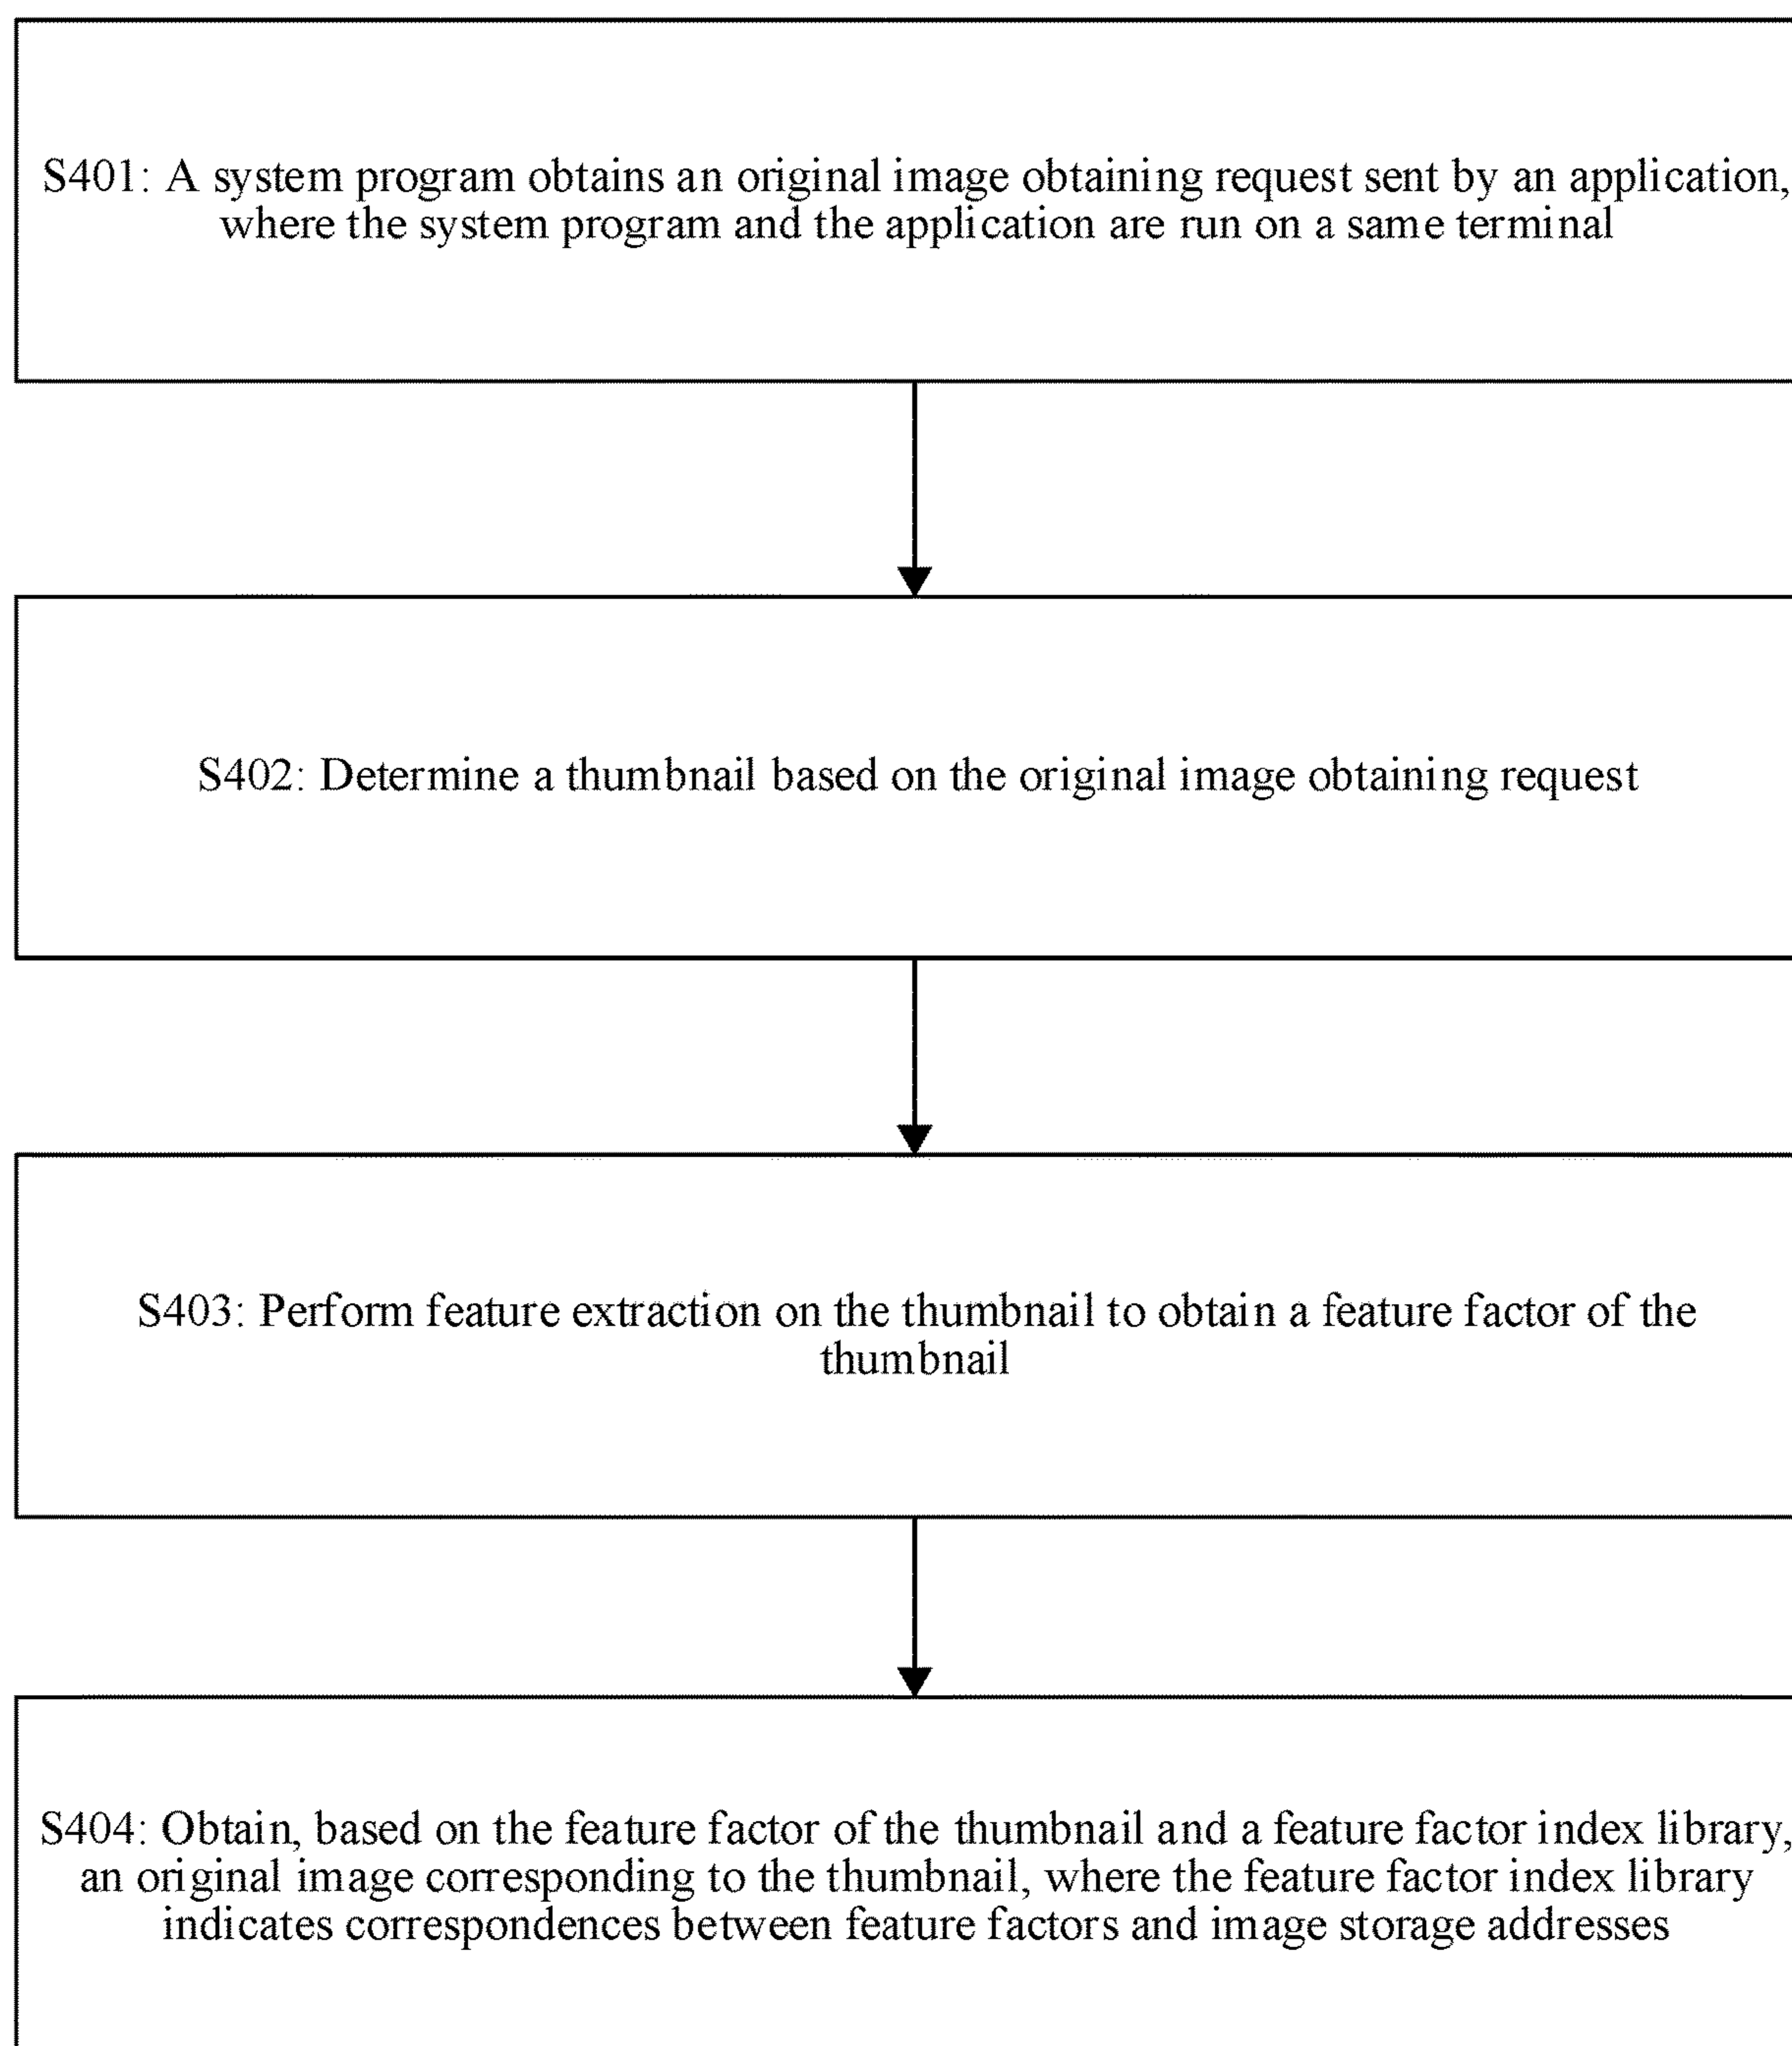 S401: A system program obtains an original image obtaining request sent by an application,
where the system program and the application are run on a same terminal
S402: Determine a thumbnail based on the original image obtaining request
S403: Perform feature extraction on the thumbnail to obtain a feature factor of the
thumbnail
S404: Obtain, based on the feature factor of the thumbnail and a feature factor index library,
an original image corresponding to the thumbnail, where the feature factor index library
indicates correspondences between feature factors and image storage addresses